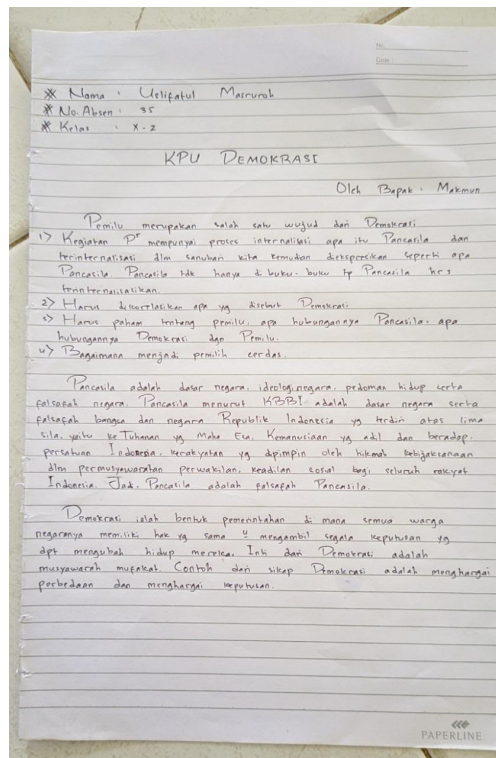 No.
Date :
* Nama : Uelifatul Masruroh
* No. Absen : 35
* Kelas : X-2
KPU DEMOKRASI
Oleh Bapak : Makmun
Pemilu merupakan salah satu wujud dari Demokrasi
1> Kegiatan P5 mempunyai proses internalisasi apa itu Pancasila dan
terinternalisasi dlm sanubari kita kemudian diekspresikan seperti apa
Pancasila. Pancasila tdk hanya di buku-buku tp Pancasila hrs
terinternalisasikan.
2> Harus dikorelasikan apa yg disebut Demokrasi
3> Harus paham tentang pemilu, apa hubungannya Pancasila, apa
hubungannya Demokrasi dgn Pemilu.
4> Bagaimana menjadi pemilih cerdas.
Pancasila adalah dasar negara, ideologi negara, pedoman hidup serta
falsafah negara. Pancasila menurut KBBI adalah dasar negara serta
falsafah bangsa dan negara Republik Indonesia yg terdiri atas lima
sila, yaitu ke Tuhanan yg Maha Esa, Kemanusiaan yg adil dan beradap,
persatuan Indonesia, kerakyatan yg dpimpin oleh hikmah kebijaksanaan
dlm permusyawaratan perwakilan, keadilan sosial bagi seluruh rakyat
Indonesia. Jadi, Pancasila adalah falsafah Pancasila.
Demokrasi ialah bentuk pemerintahan di mana semua warga
negaranya memiliki hak yg sama u mengambil segala keputusan yg
dpt mengubah hidup mereka. Inti dari Demokrasi adalah
musyawarah mufakat. Contoh dari sikap Demokrasi adalah menghargai
perbedaan dan menghargai keputusan.
PAPERLINE